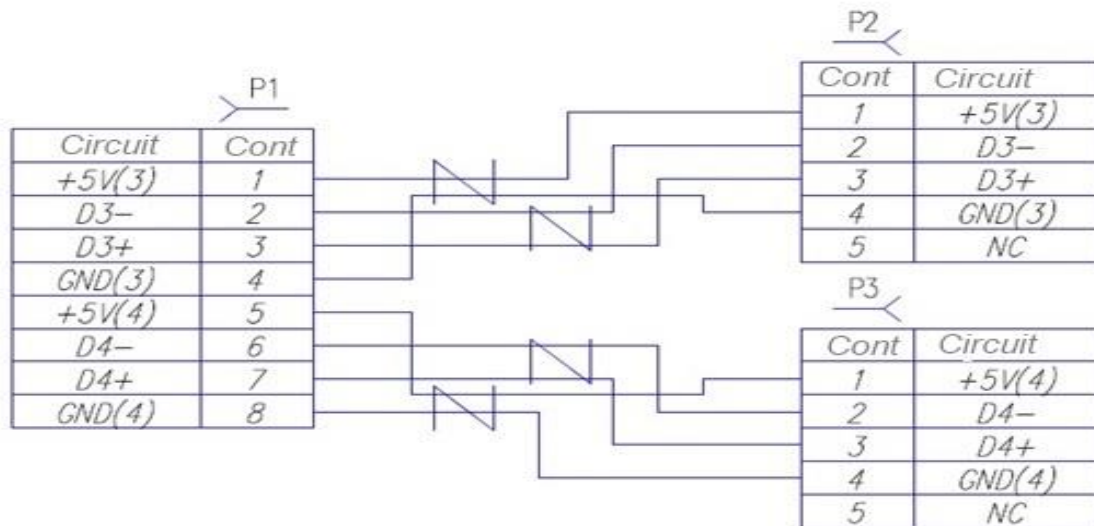 P1
Circuit Cont
+5V(3) 1
D3- 2
D3+ 3
GND(3) 4
+5V(4) 5
D4- 6
D4+ 7
GND(4) 8
P2
Cont Circuit
1 +5V(3)
2 D3-
3 D3+
4 GND(3)
5 NC
P3
Cont Circuit
1 +5V(4)
2 D4-
3 D4+
4 GND(4)
5 NC